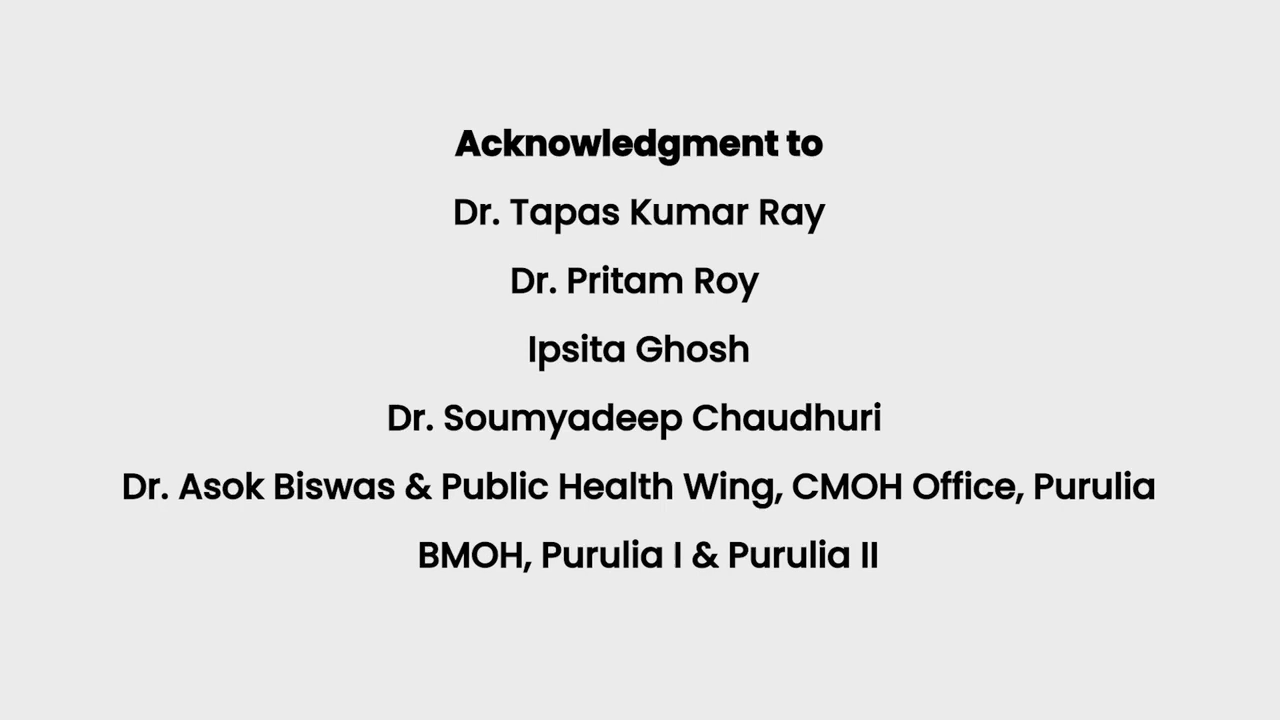 Acknowledgment to
Dr. Tapas Kumar Ray
Dr. Pritam Roy
Ipsita Ghosh
Dr. Soumyadeep Chaudhuri
Dr. Asok Biswas & Public Health Wing, CMOH Office, Purulia
BMOH, Purulia I & Purulia II